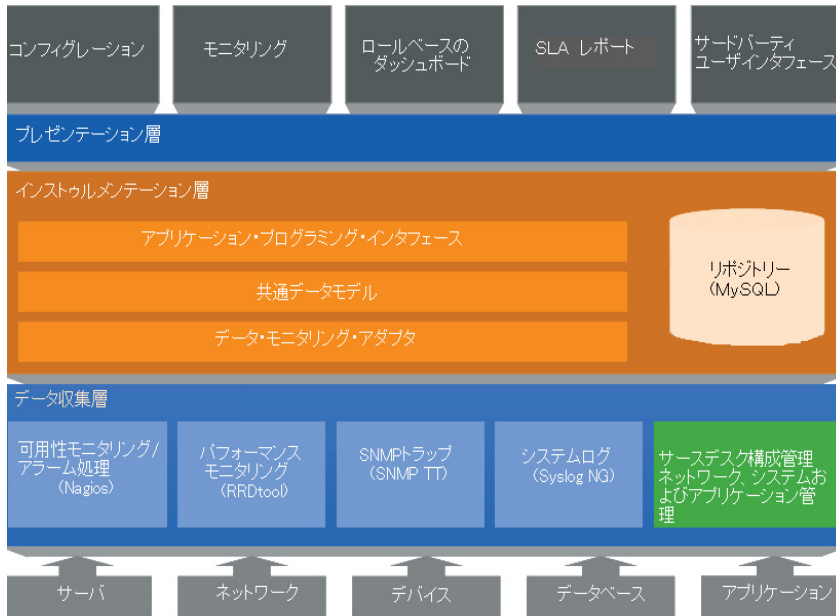 コンフィグレーション
モニタリング
ロールベースの
ダッシュボード
SLA レポート
サードパーティ
ユーザインタフェース
プレゼンテーション層
インストゥルメンテーション層
アプリケーション・プログラミング・インタフェース
共通データモデル
データ・モニタリング・アダプタ
リポジトリー
(MySQL)
データ収集層
可用性モニタリング/
アラーム処理
(Nagios)
パフォーマンス
モニタリング
(RRDtool)
SNMPトラップ
(SNMP TT)
システムログ
(Syslog NG)
サースデスク構成管理
ネットワーク、システムお
よびアプリケーション管
理
サーバ
ネットワーク
デバイス
データベース
アプリケーション